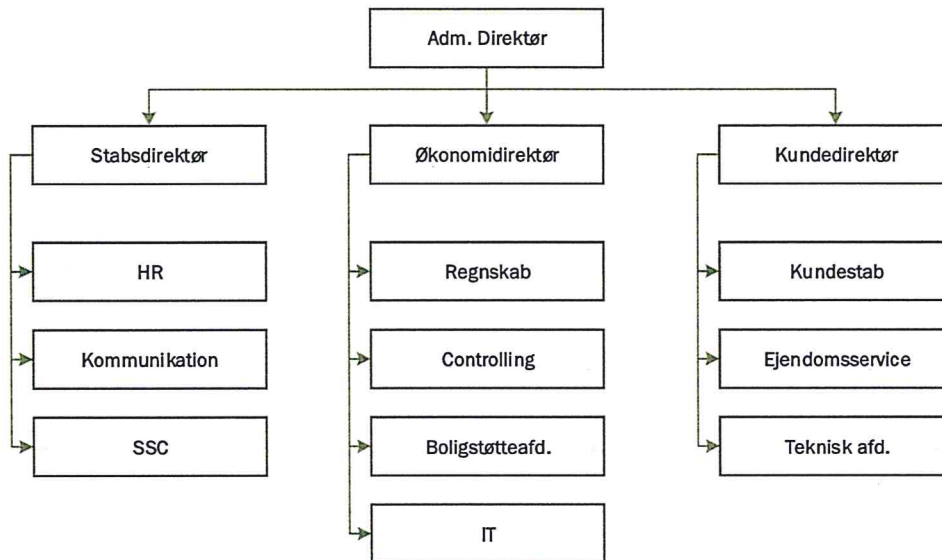 Adm. Direktør
Stabsdirektør
Økonomidirektør
Kundedirektør
HR
Regnskab
Kundestab
Kommunikation
Controlling
Ejendomsservice
SSC
Boligstøtteafd.
Teknisk afd.
IT